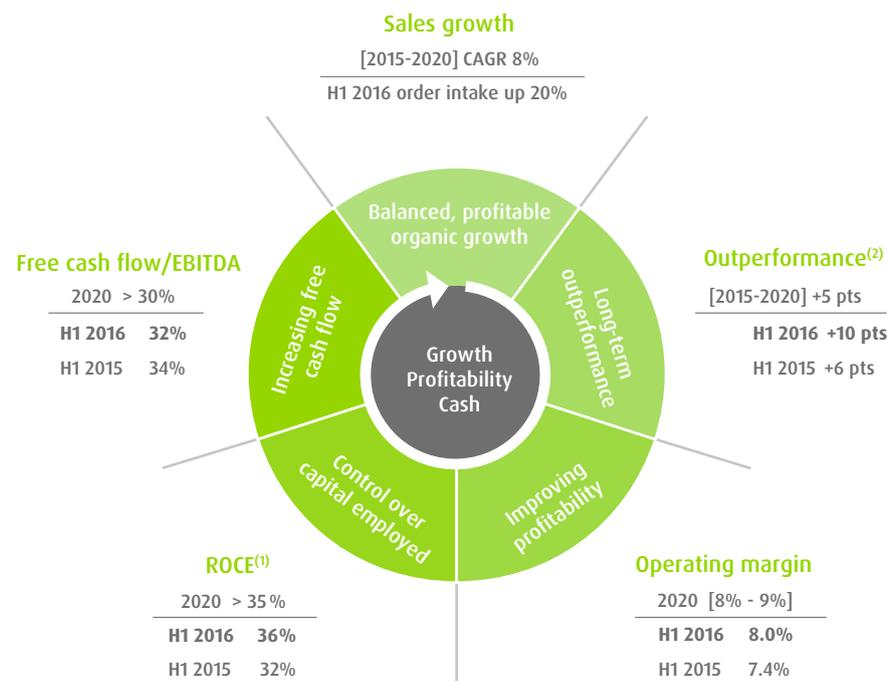 Sales growth
[2015-2020] CAGR 8%
H1 2016 order intake up 20%
Balanced, profitable
organic growth
Free cash flow/EBITDA
2020 > 30%
H1 2016 32%
H1 2015 34%
Increasing free
cash flow
Growth
Profitability
Cash
Long-term
outperformance
Outperformance(2)
[2015-2020] +5 pts
H1 2016 +10 pts
H1 2015 +6 pts
Control over
capital employed
Improving
profitability
ROCE(1)
2020 > 35%
H1 2016 36%
H1 2015 32%
Operating margin
2020 [8% - 9%]
H1 2016 8.0%
H1 2015 7.4%